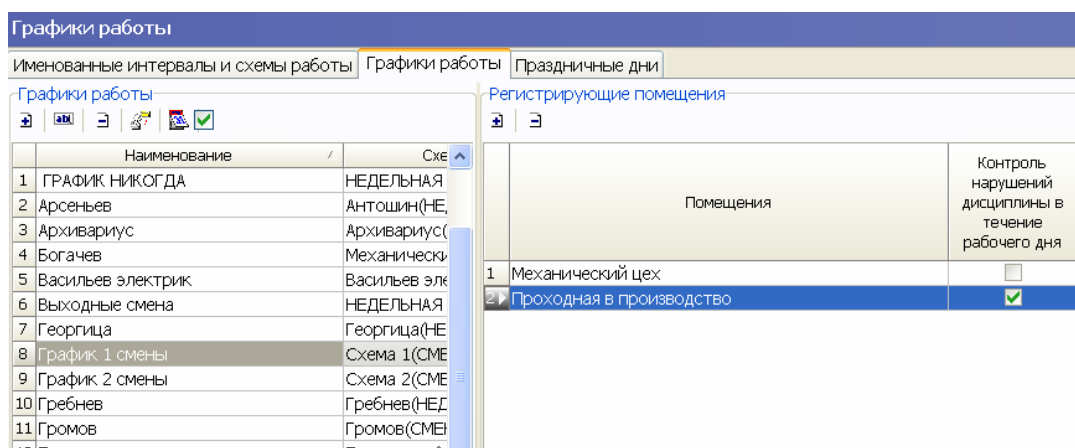 Графики работы
Именованные интервалы и схемы работы Графики работы Праздничные дни
Графики работы
Регистрирующие помещения
ab
Наименование Схе
1 ГРАФИК НИКОГДА НЕДЕЛЬНАЯ
2 Арсеньев Антошин(НЕ
3 Архивариус Архивариус(
4 Богачев Механически
5 Васильев электрик Васильев эле
6 Выходные смена НЕДЕЛЬНАЯ
7 Георгица Георгица(НЕ
8 График 1 смены Схема 1(СМЕ
9 График 2 смены Схема 2(СМЕ
10 Гребнев Гребнев(НЕД
11 Громов Громов(СМЕН
Помещения
Контроль
нарушений
дисциплины в
течение
рабочего дня
1 Механический цех
2 Проходная в производство